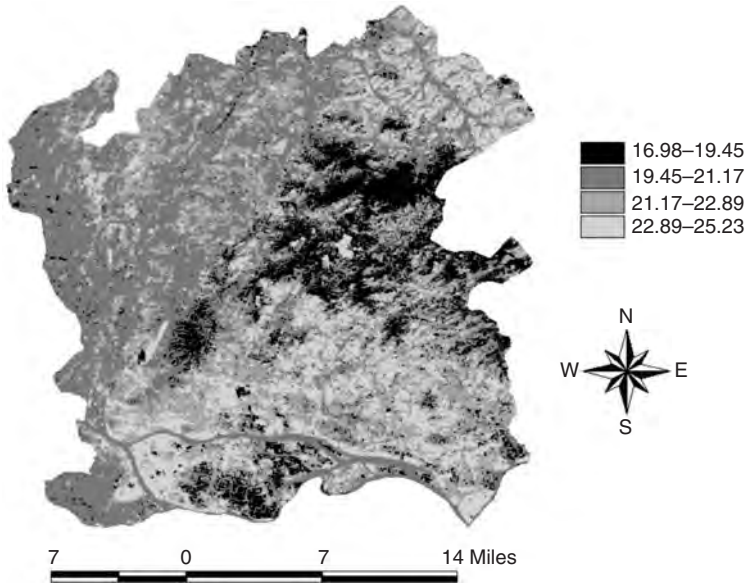 16.98–19.45
19.45–21.17
21.17–22.89
22.89–25.23
N
W E
S
7 0 7 14 Miles